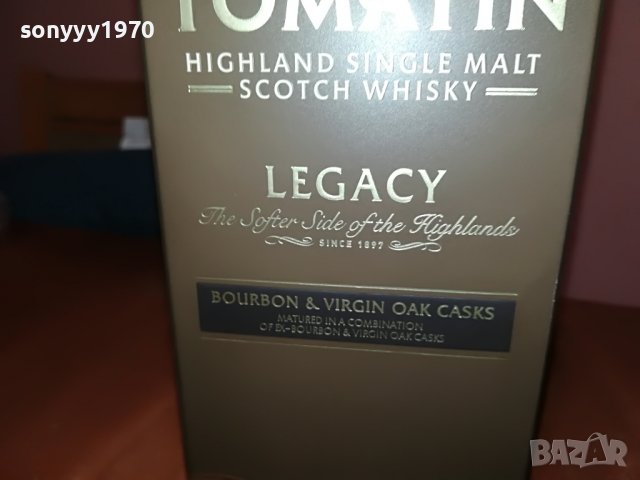 sonyyy1970
TOMATIN
HIGHLAND SINGLE MALT
SCOTCH WHISKY
LEGACY
The Softer Side of the Highlands
SINCE 1897
BOURBON & VIRGIN OAK CASKS
MATURED IN A COMBINATION
OF EX-BOURBON & VIRGIN OAK CASKS
BAZAR